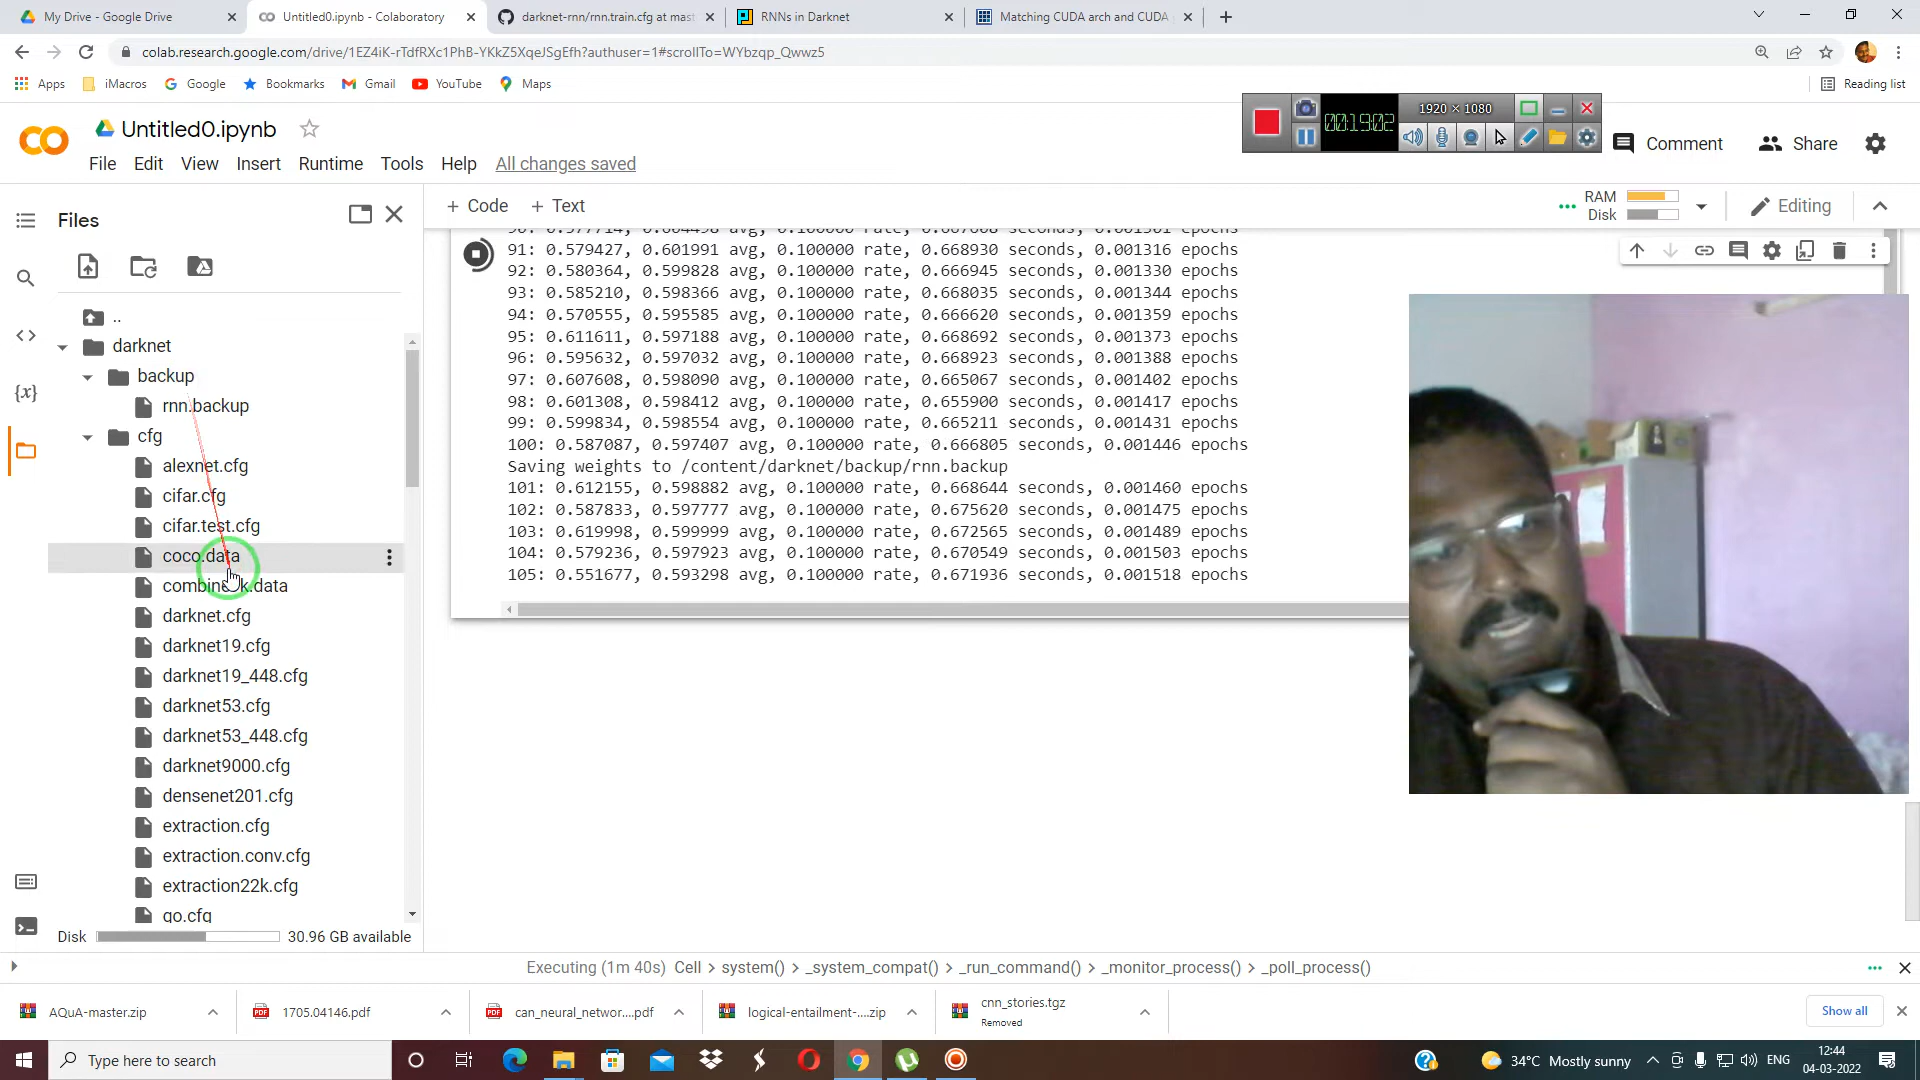 My Drive - Google Drive
Untitled0.ipynb - Colaboratory
darknet-rnn/rnn.train.cfg at mast
RNNs in Darknet
Matching CUDA arch and CUDA
colab.research.google.com/drive/1EZ4iK-rTdfRXc1PhB-YKkZ5XqeJSgEfh?authuser=1#scrollTo=WYbzqp_Qwwz5
Apps
iMacros
Google
Bookmarks
Gmail
YouTube
Maps
Reading list
Untitled0.ipynb
00:19:02
1920 × 1080
Comment
Share
File Edit View Insert Runtime Tools Help All changes saved
Files
+ Code + Text
RAM
Disk
Editing
..
darknet
backup
rnn.backup
cfg
alexnet.cfg
cifar.cfg
cifar.test.cfg
coco.data
darknet.cfg
darknet19.cfg
darknet19_448.cfg
darknet53.cfg
darknet53_448.cfg
darknet9000.cfg
densenet201.cfg
extraction.cfg
extraction.conv.cfg
extraction22k.cfg
go.cfg
Disk
30.96 GB available
90: 0.577714, 0.604498 avg, 0.100000 rate, 0.667608 seconds, 0.001301 epochs
91: 0.579427, 0.601991 avg, 0.100000 rate, 0.668930 seconds, 0.001316 epochs
92: 0.580364, 0.599828 avg, 0.100000 rate, 0.666945 seconds, 0.001330 epochs
93: 0.585210, 0.598366 avg, 0.100000 rate, 0.668035 seconds, 0.001344 epochs
94: 0.570555, 0.595585 avg, 0.100000 rate, 0.666620 seconds, 0.001359 epochs
95: 0.611611, 0.597188 avg, 0.100000 rate, 0.668692 seconds, 0.001373 epochs
96: 0.595632, 0.597032 avg, 0.100000 rate, 0.668923 seconds, 0.001388 epochs
97: 0.607608, 0.598090 avg, 0.100000 rate, 0.665067 seconds, 0.001402 epochs
98: 0.601308, 0.598412 avg, 0.100000 rate, 0.655900 seconds, 0.001417 epochs
99: 0.599834, 0.598554 avg, 0.100000 rate, 0.665211 seconds, 0.001431 epochs
100: 0.587087, 0.597407 avg, 0.100000 rate, 0.666805 seconds, 0.001446 epochs
Saving weights to /content/darknet/backup/rnn.backup
101: 0.612155, 0.598882 avg, 0.100000 rate, 0.668644 seconds, 0.001460 epochs
102: 0.587833, 0.597777 avg, 0.100000 rate, 0.675620 seconds, 0.001475 epochs
103: 0.619998, 0.599999 avg, 0.100000 rate, 0.672565 seconds, 0.001489 epochs
104: 0.579236, 0.597923 avg, 0.100000 rate, 0.670549 seconds, 0.001503 epochs
105: 0.551677, 0.593298 avg, 0.100000 rate, 0.671936 seconds, 0.001518 epochs
Executing (1m 40s) Cell > system() > _system_compat() > _run_command() > _monitor_process() > _poll_process()
AQuA-master.zip
1705.04146.pdf
can_neural_networ....pdf
logical-entailment-....zip
cnn_stories.tgz
Removed
Show all
Type here to search
34°C Mostly sunny
ENG
12:44
04-03-2022